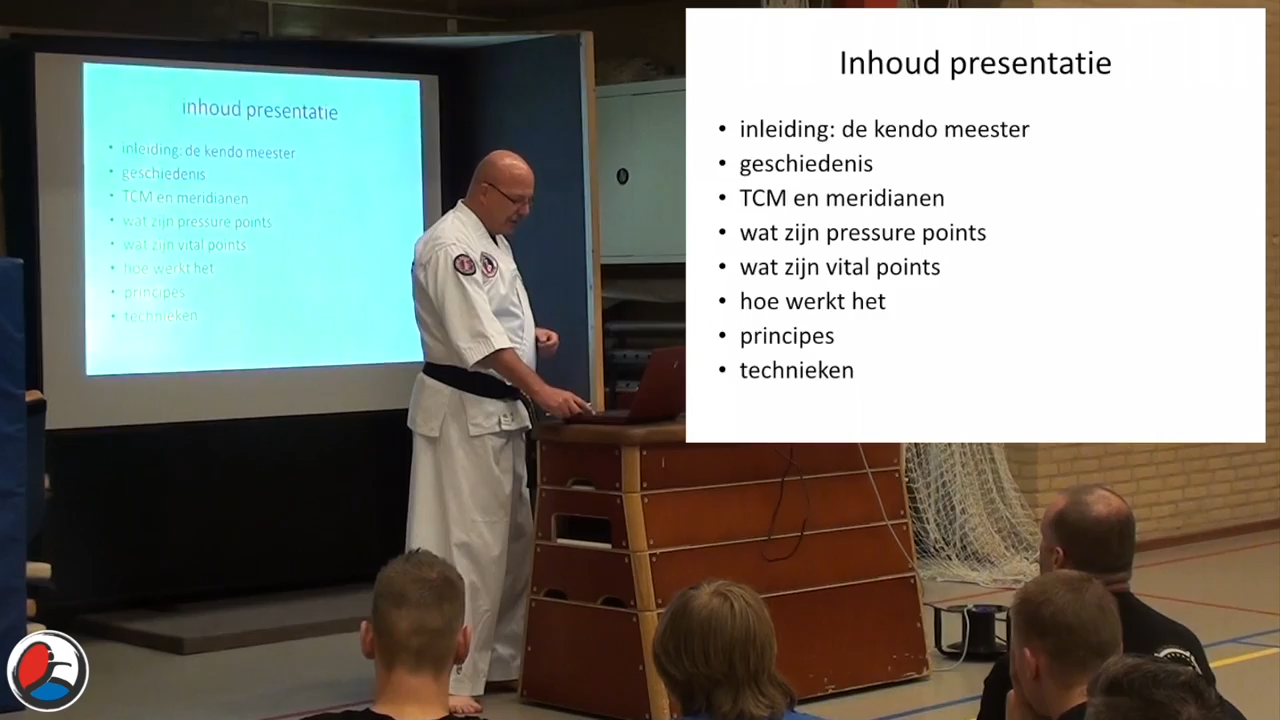 inhoud presentatie
• inleiding: de kendo meester
• geschiedenis
• TCM en meridianen
• wat zijn pressure points
• wat zijn vital points
• hoe werkt het
• principes
• technieken
Inhoud presentatie
• inleiding: de kendo meester
• geschiedenis
• TCM en meridianen
• wat zijn pressure points
• wat zijn vital points
• hoe werkt het
• principes
• technieken